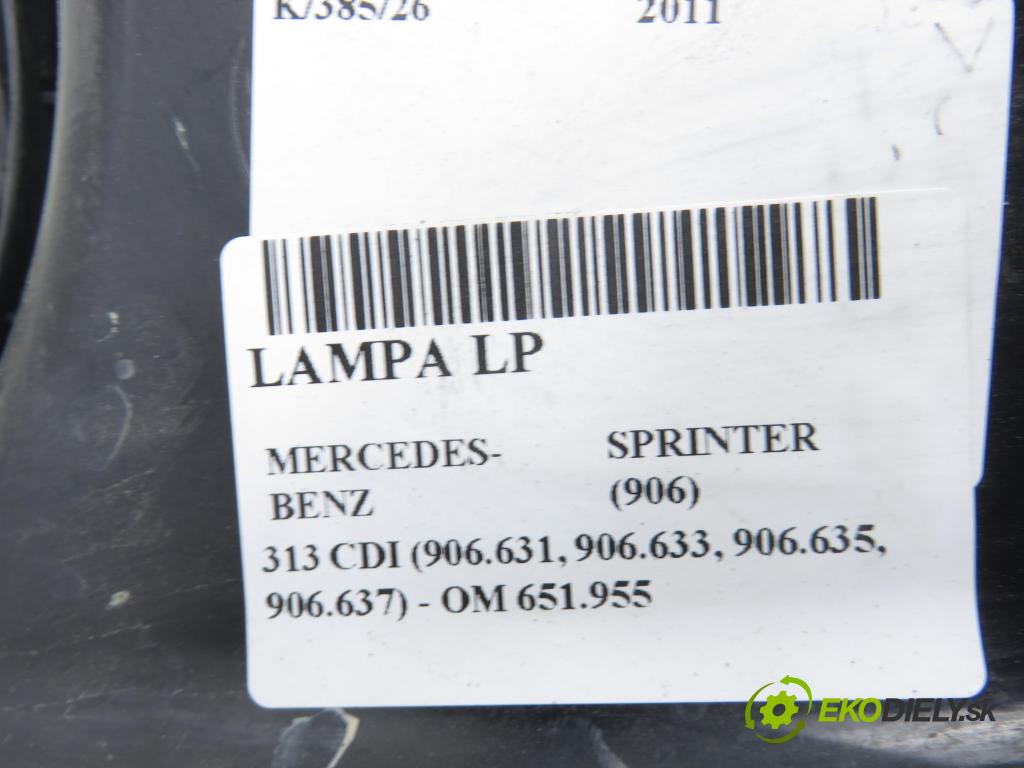 K/385/26 2011
LAMPA LP
MERCEDES- SPRINTER
BENZ (906)
313 CDI (906.631, 906.633, 906.635,
906.637) - OM 651.955
EKODIELY.SK